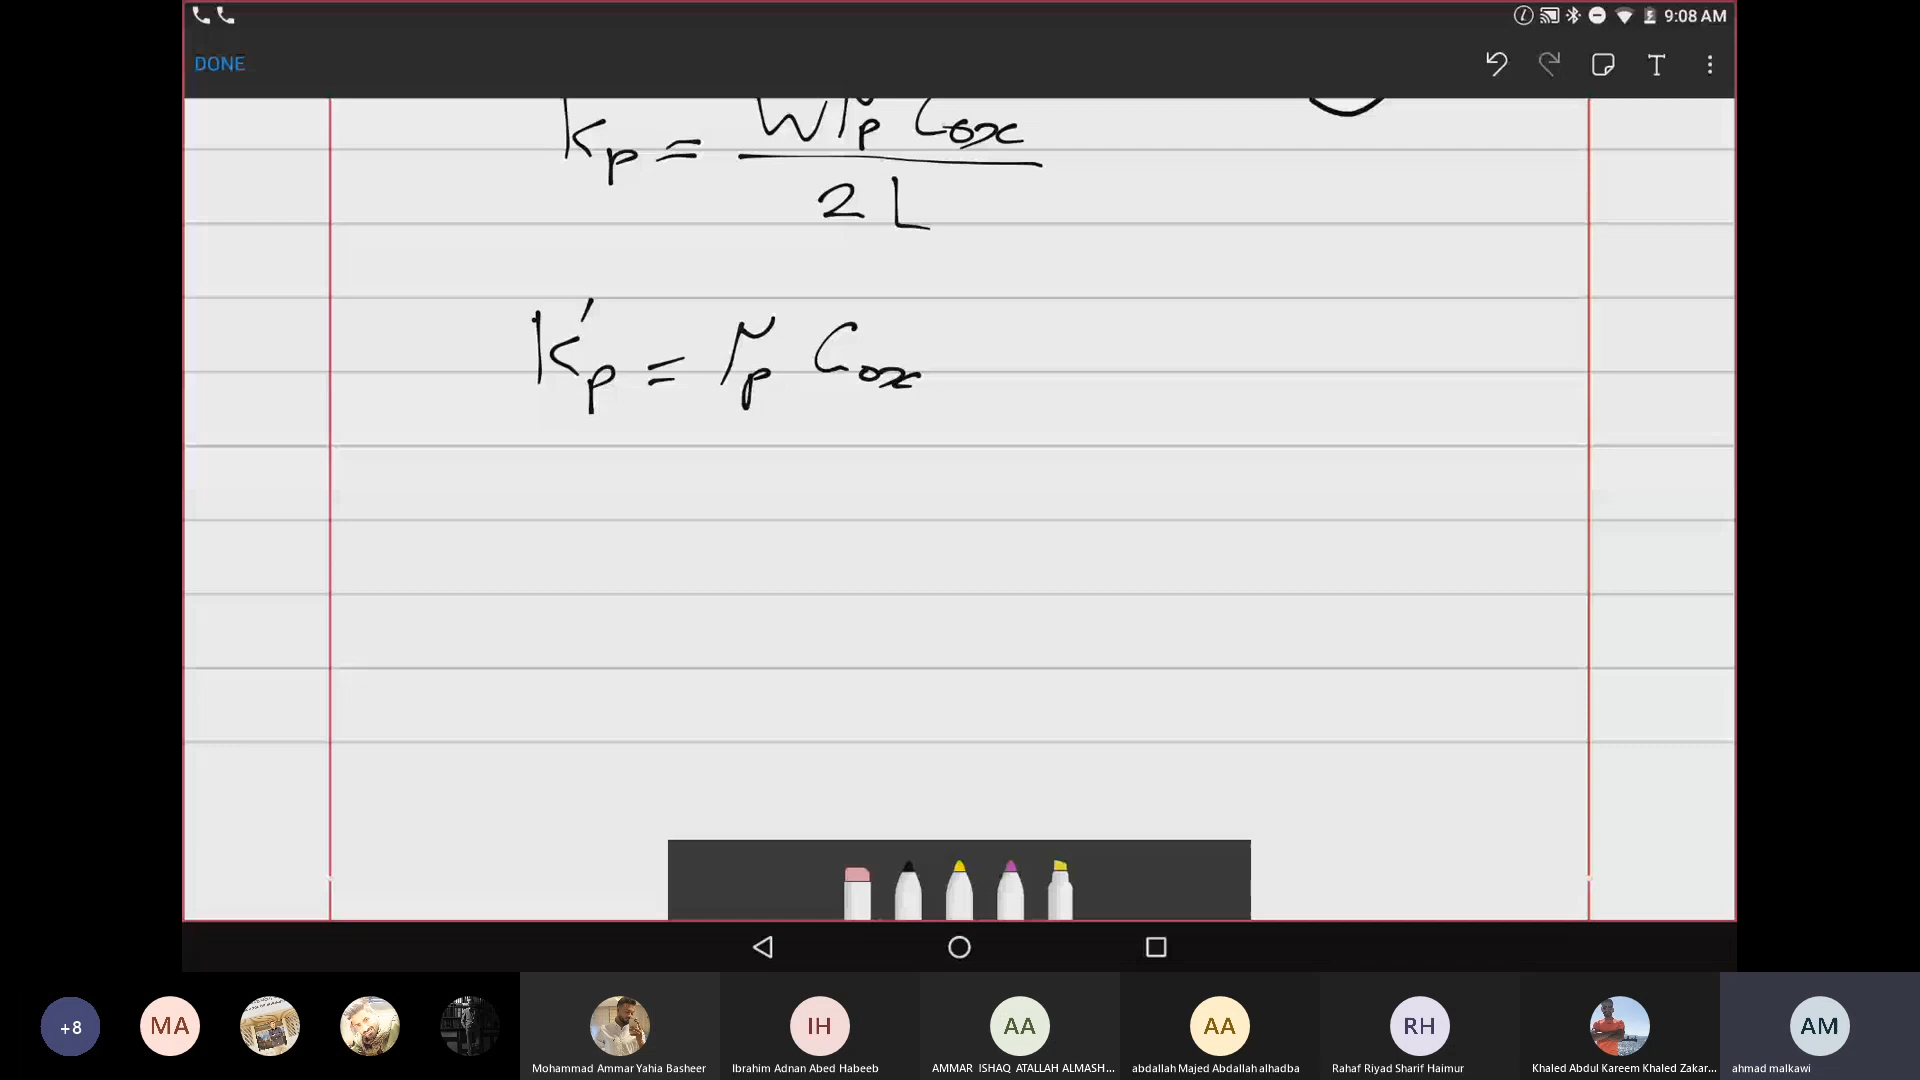 9:08 AM
DONE
Kp = Wμp Cox / 2L
K'p = μp Cox
+8
MA
IH
AA
AA
RH
AM
Mohammad Ammar Yahia Basheer
Ibrahim Adnan Abed Habeeb
AMMAR ISHAQ ATALLAH ALMASH...
abdallah Majed Abdallah alhadba
Rahaf Riyad Sharif Haimur
Khaled Abdul Kareem Khaled Zakar...
ahmad malkawi